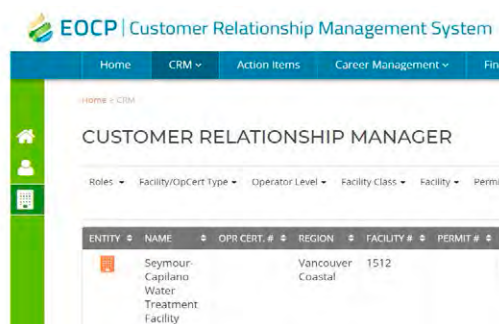 EOCP | Customer Relationship Management System
Home CRM Action Items Career Management Fin
Home > CRM
CUSTOMER RELATIONSHIP MANAGER
Roles Facility/OpCert Type Operator Level Facility Class Facility Permi
ENTITY NAME OPR CERT. # REGION FACILITY # PERMIT #
Seymour- Vancouver 1512
Capilano Coastal
Water
Treatment
Facility